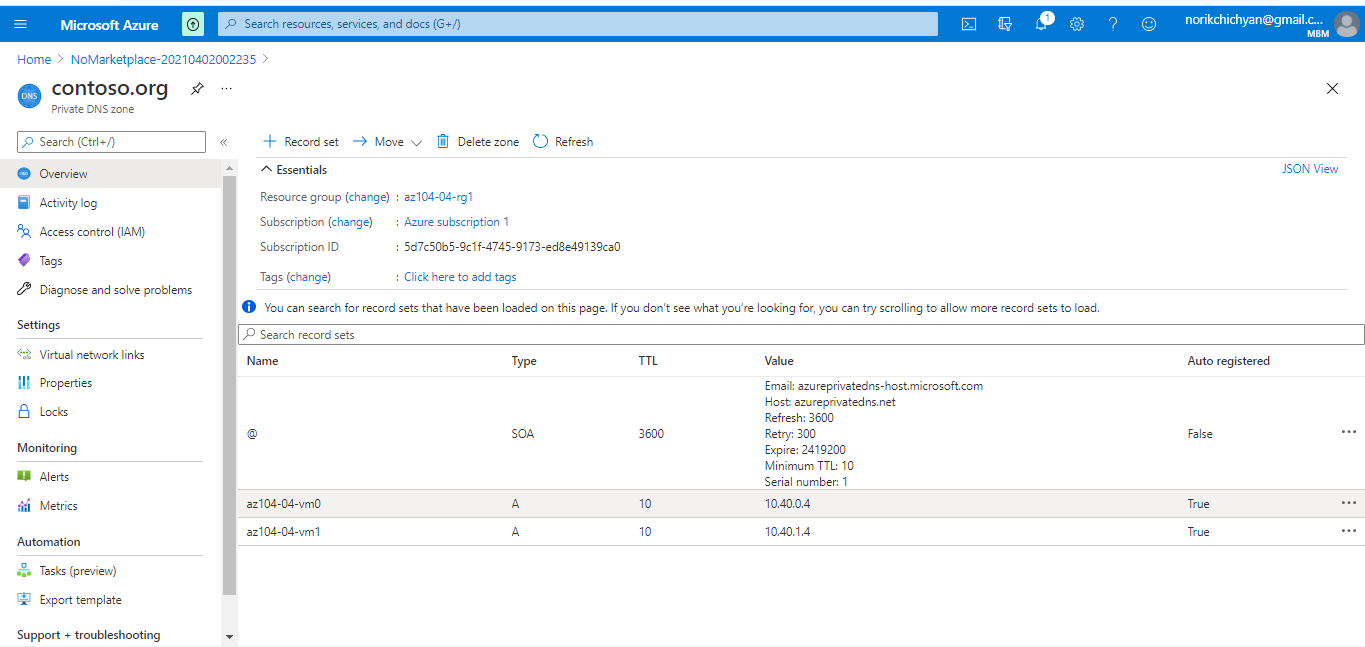 Microsoft Azure
Search resources, services, and docs (G+/)
1
norikchichyan@gmail.c...
MBM
Home > NoMarketplace-20210402002235 >
DNS
contoso.org
...
Private DNS zone
Search (Ctrl+/)
«
Overview
Activity log
Access control (IAM)
Tags
Diagnose and solve problems
Settings
Virtual network links
Properties
Locks
Monitoring
Alerts
Metrics
Automation
Tasks (preview)
Export template
Support + troubleshooting
Record set Move Delete zone Refresh
Essentials JSON View
Resource group (change) : az104-04-rg1
Subscription (change) : Azure subscription 1
Subscription ID : 5d7c50b5-9c1f-4745-9173-ed8e49139ca0
Tags (change) : Click here to add tags
You can search for record sets that have been loaded on this page. If you don't see what you're looking for, you can try scrolling to allow more record sets to load.
Search record sets
Name Type TTL Value Auto registered
@ SOA 3600
Email: azureprivatedns-host.microsoft.com
Host: azureprivatedns.net
Refresh: 3600
Retry: 300
Expire: 2419200
Minimum TTL: 10
Serial number: 1
False ...
az104-04-vm0 A 10 10.40.0.4 True ...
az104-04-vm1 A 10 10.40.1.4 True ...